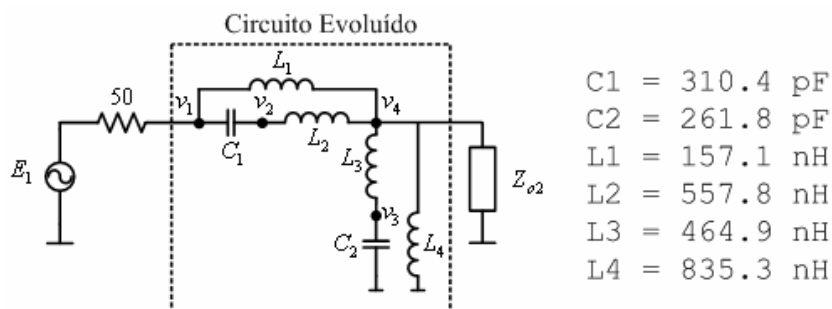 Circuito Evoluído
L1
50
v1
v2
v4
C1
L2
L3
E1
Zo2
v3
C2
L4
C1 = 310.4 pF
C2 = 261.8 pF
L1 = 157.1 nH
L2 = 557.8 nH
L3 = 464.9 nH
L4 = 835.3 nH